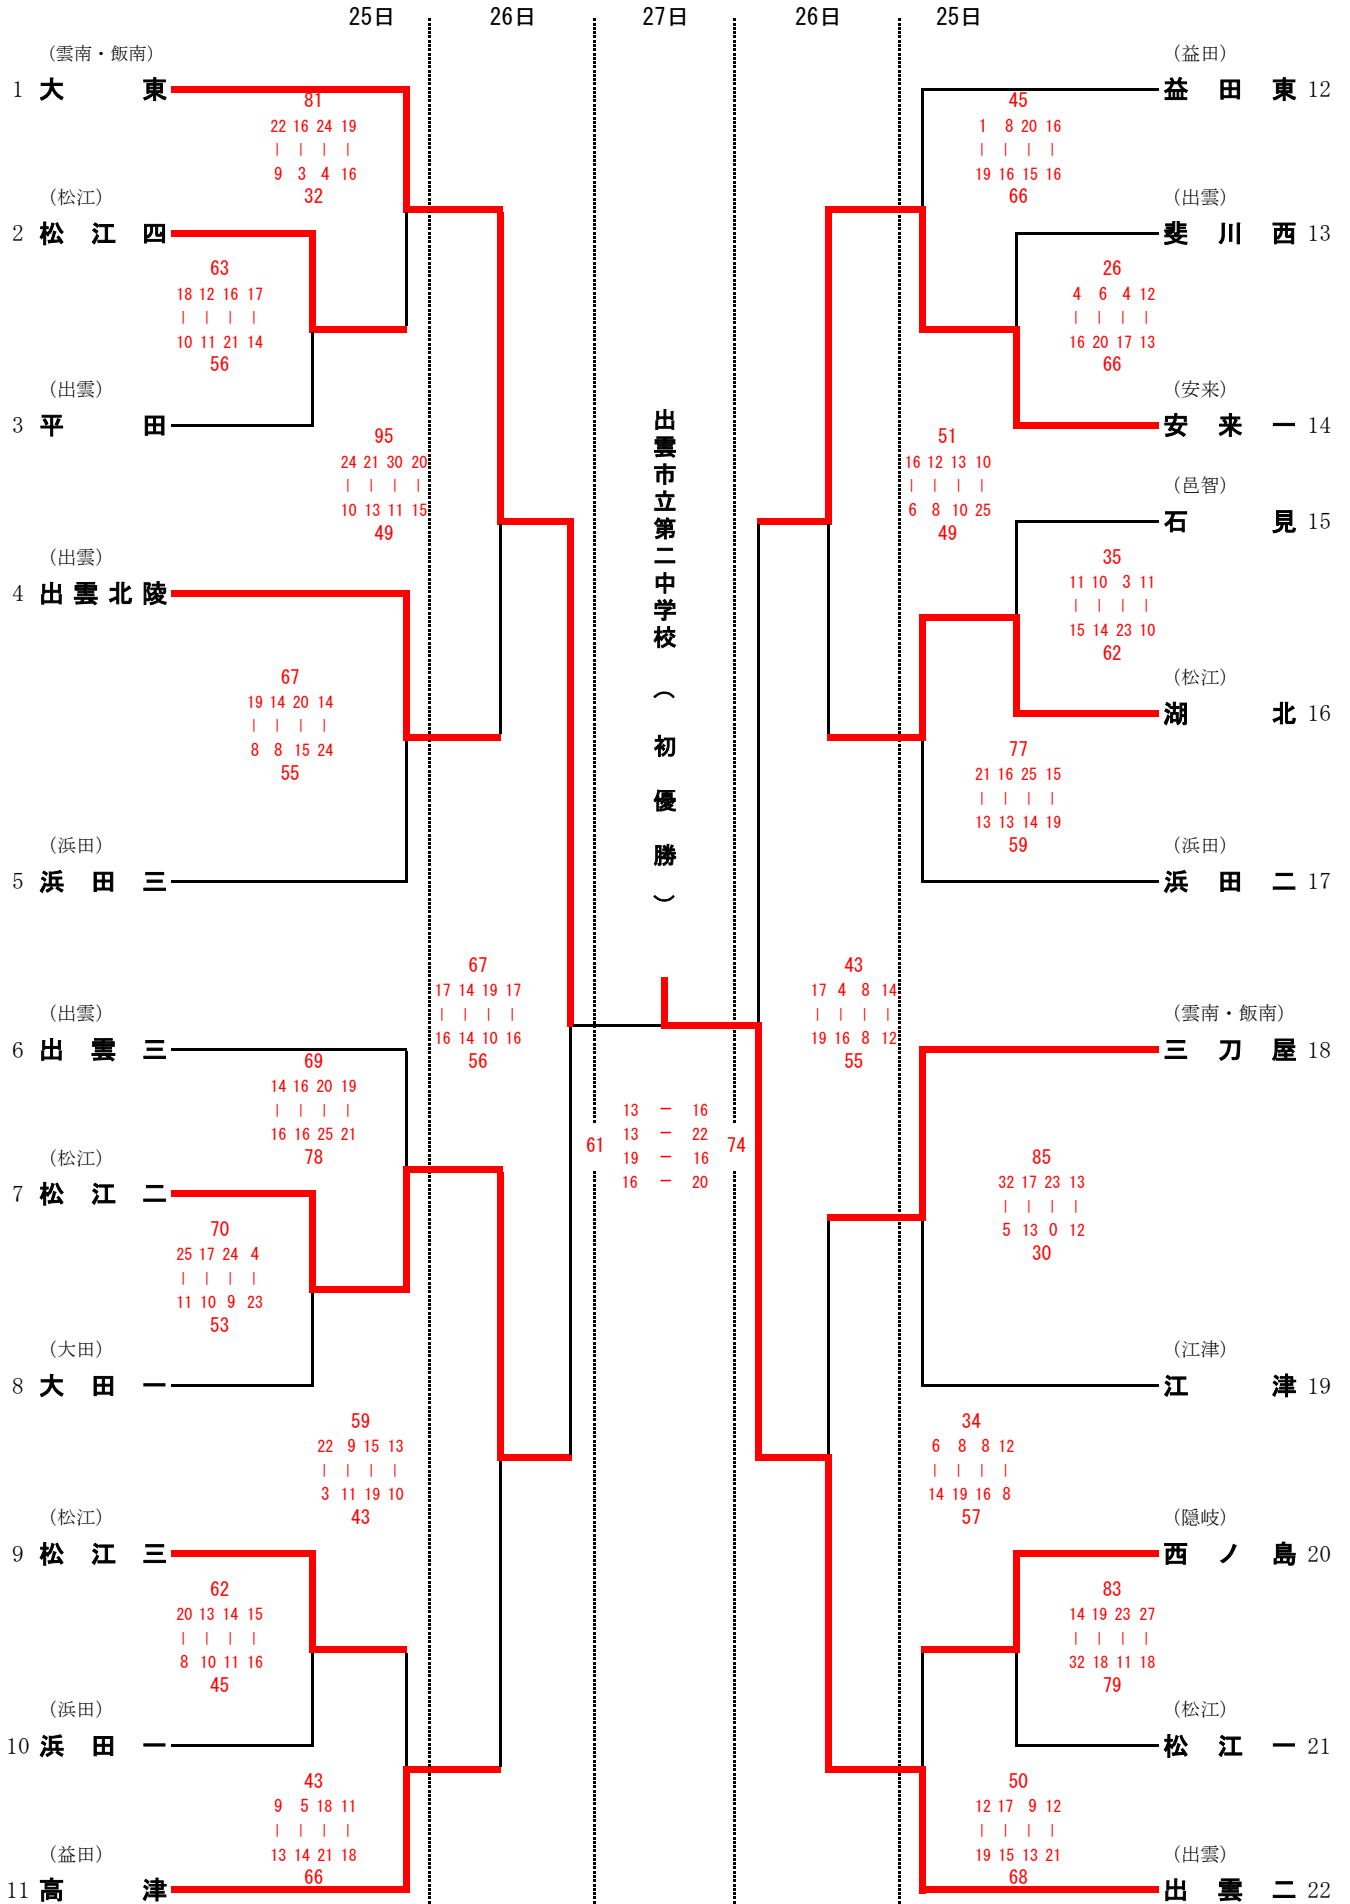 25日 26日 27日 26日 25日
（雲南・飯南）
1 大東
81
22 16 24 19
| | | |
9 3 4 16
32
（松江）
2 松江四
63
18 12 16 17
| | | |
10 11 21 14
56
（出雲）
3 平田
95
24 21 30 20
| | | |
10 13 11 15
49
（出雲）
4 出雲北陵
67
19 14 20 14
| | | |
8 8 15 24
55
（浜田）
5 浜田三
67
17 14 19 17
| | | |
16 14 10 16
56
（出雲）
6 出雲三
69
14 16 20 19
| | | |
16 16 25 21
78
（松江）
7 松江二
70
25 17 24 4
| | | |
11 10 9 23
53
（大田）
8 大田一
59
22 9 15 13
| | | |
3 11 19 10
43
（松江）
9 松江三
62
20 13 14 15
| | | |
8 10 11 16
45
（浜田）
10 浜田一
43
9 5 18 11
| | | |
13 14 21 18
66
（益田）
11 高津
出雲市立第二中学校（初優勝）
13 － 16
13 － 22
61 74
19 － 16
16 － 20
（益田）
益田東 12
45
1 8 20 16
| | | |
19 16 15 16
66
（出雲）
斐川西 13
26
4 6 4 12
| | | |
16 20 17 13
66
（安来）
安来一 14
51
16 12 13 10
| | | |
6 8 10 25
49
（邑智）
石見 15
35
11 10 3 11
| | | |
15 14 23 10
62
（松江）
湖北 16
77
21 16 25 15
| | | |
13 13 14 19
59
（浜田）
浜田二 17
43
17 4 8 14
| | | |
19 16 8 12
55
（雲南・飯南）
三刀屋 18
85
32 17 23 13
| | | |
5 13 0 12
30
（江津）
江津 19
34
6 8 8 12
| | | |
14 19 16 8
57
（隠岐）
西ノ島 20
83
14 19 23 27
| | | |
32 18 11 18
79
（松江）
松江一 21
50
12 17 9 12
| | | |
19 15 13 21
68
（出雲）
出雲二 22